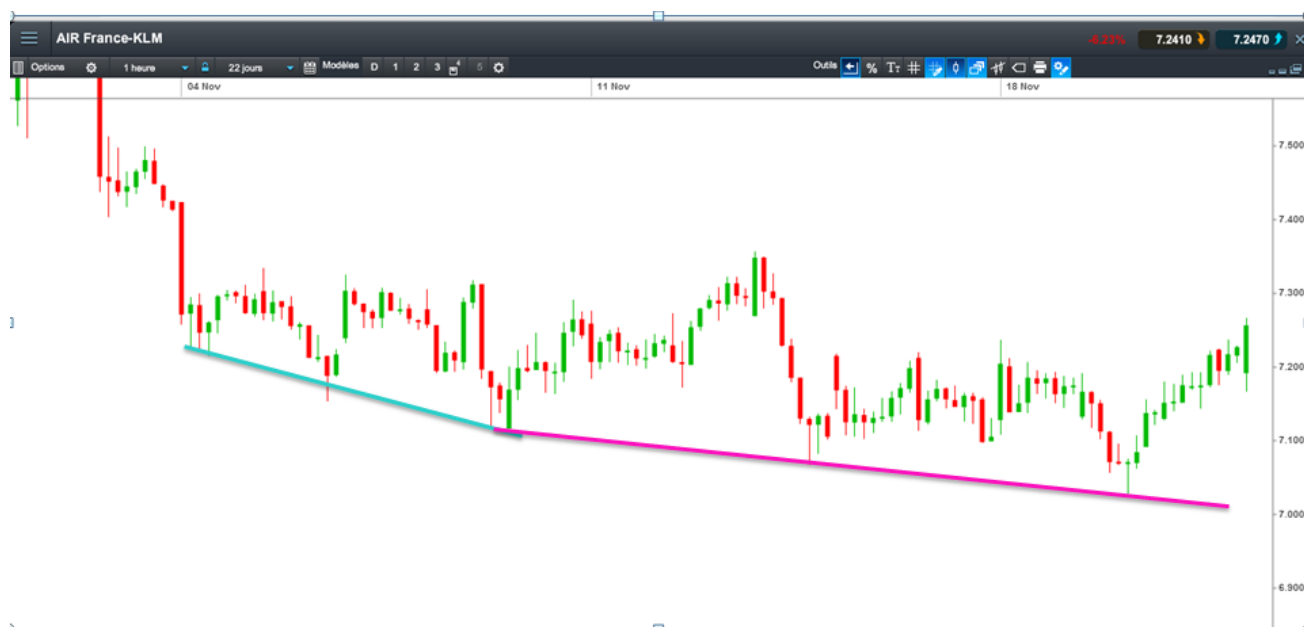 AIR France-KLM
-0.23% 7.2410 7.2470
Options 1 heure 22 jours Modèles D 1 2 3 4 5 Outils % TT
04 Nov 11 Nov 18 Nov
7.500
7.400
7.300
7.200
7.100
7.000
6.900